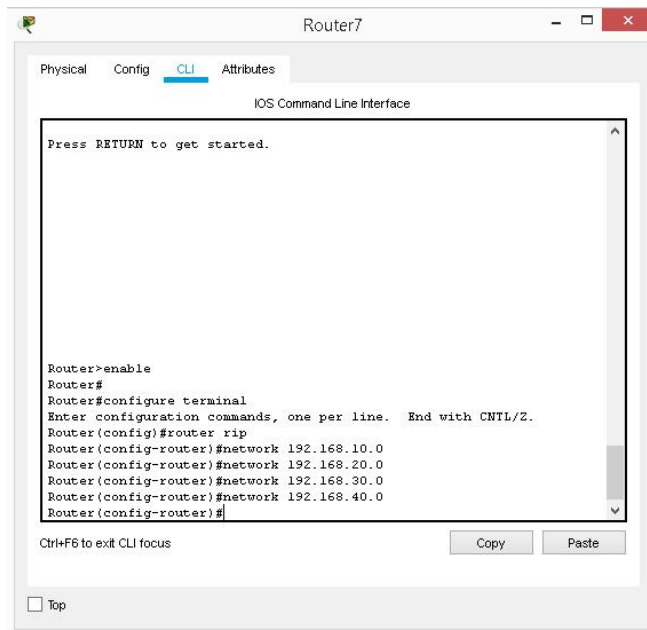 Router7
Physical Config CLI Attributes
IOS Command Line Interface
Press RETURN to get started.
Router>enable
Router#
Router#configure terminal
Enter configuration commands, one per line.  End with CNTL/Z.
Router(config)#router rip
Router(config-router)#network 192.168.10.0
Router(config-router)#network 192.168.20.0
Router(config-router)#network 192.168.30.0
Router(config-router)#network 192.168.40.0
Router(config-router)#
Ctrl+F6 to exit CLI focus
Copy Paste
Top